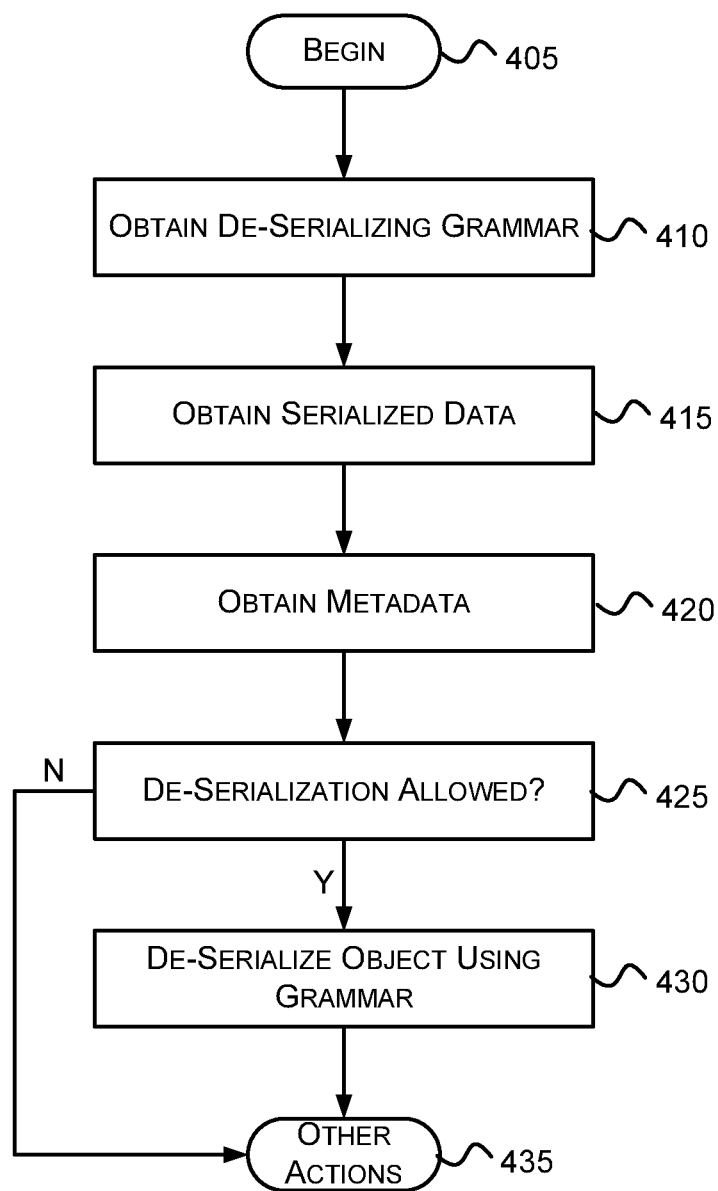 BEGIN
405
OBTAIN DE-SERIALIZING GRAMMAR
410
OBTAIN SERIALIZED DATA
415
OBTAIN METADATA
420
N
DE-SERIALIZATION ALLOWED?
425
Y
DE-SERIALIZE OBJECT USING
GRAMMAR
430
OTHER
ACTIONS
435